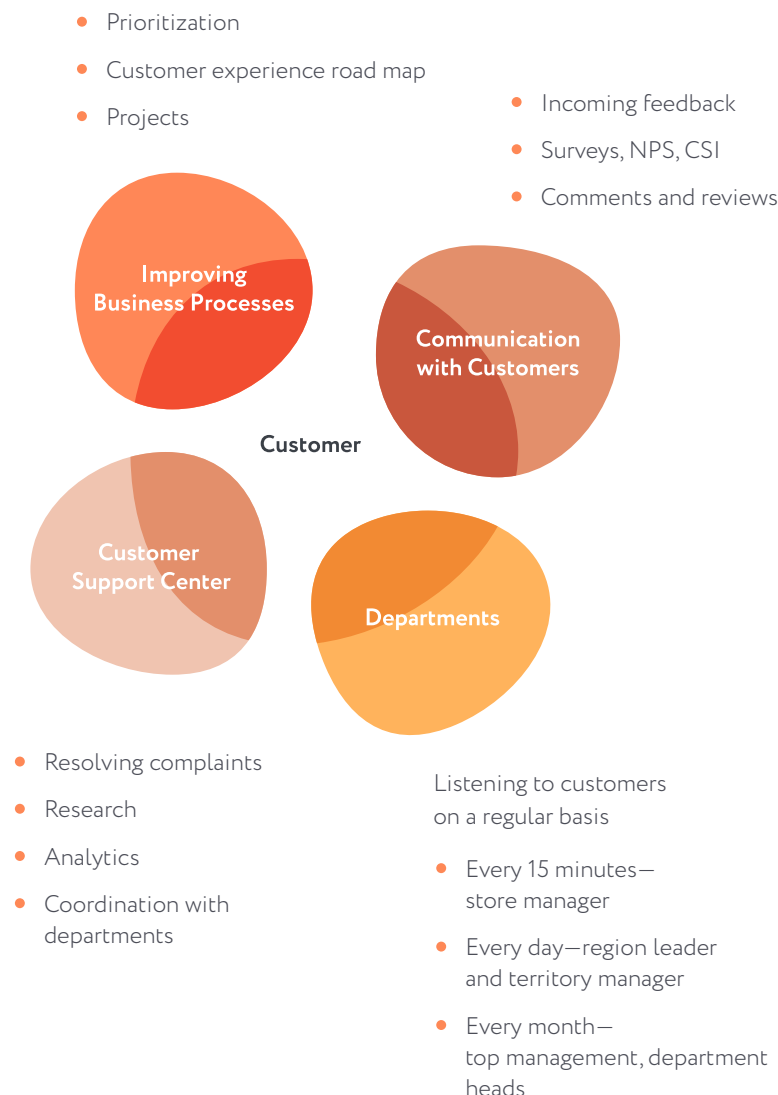 Prioritization
Customer experience road map
Projects
Incoming feedback
Surveys, NPS, CSI
Comments and reviews
Improving
Business Processes
Communication
with Customers
Customer
Customer
Support Center
Departments
Resolving complaints
Research
Analytics
Coordination with
departments
Listening to customers
on a regular basis
Every 15 minutes—
store manager
Every day—region leader
and territory manager
Every month—
top management, department
heads